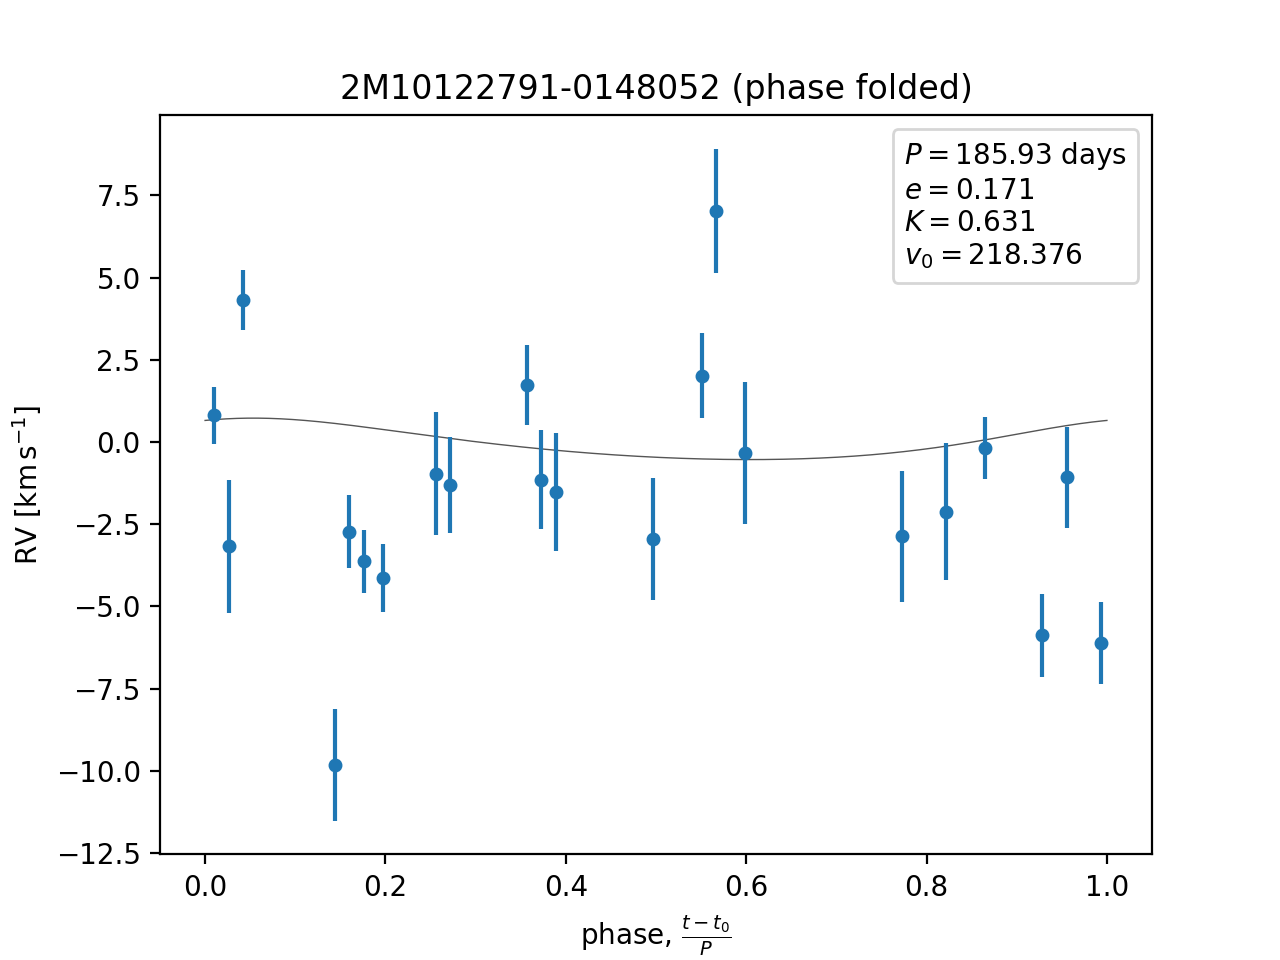 2M10122791-0148052 (phase folded)
P = 185.93 days
e = 0.171
K = 0.631
v₀ = 218.376
7.5
5.0
2.5
0.0
−2.5
−5.0
−7.5
−10.0
−12.5
RV [km s⁻¹]
0.0 0.2 0.4 0.6 0.8 1.0
phase, (t − t₀)/P